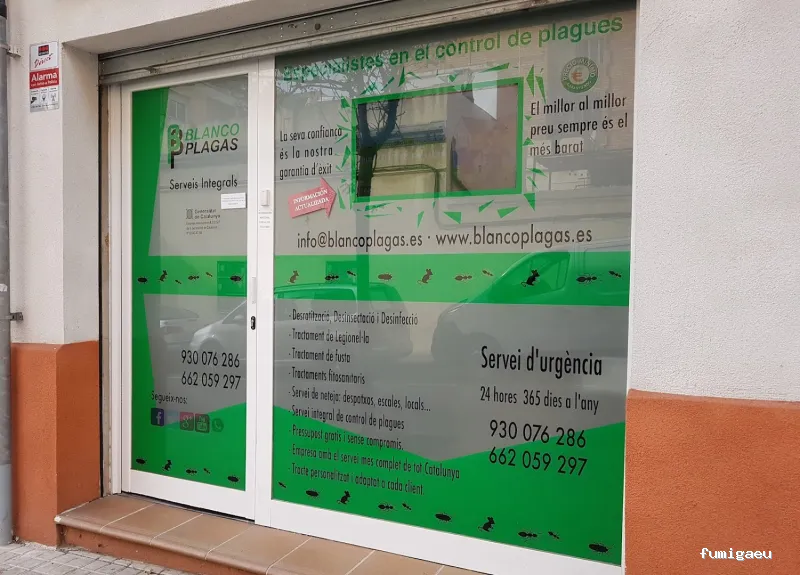 Especialistes en el control de plagues
Alarma
BLANCO
PLAGAS
Serveis Integrals
Generalitat
de Catalunya
La seva confiança
és la nostra
garantia d'èxit
INFORMACIÓN
ACTUALIZADA
El millor al millor
preu sempre és el
més barat
info@blancoplagas.es · www.blancoplagas.es
930 076 286
662 059 297
Segueix-nos:
· Desratització, Desinsectació i Desinfecció
· Tractament de Legionel·la
· Tractament de fusta
· Tractaments fitosanitaris
· Servei de neteja: despatxos, escales, locals...
· Servei integral de control de plagues
· Pressupost gratis i sense compromis.
· Empresa amb el servei mes complet de tot Catalunya
· Tracte personalitzat i adaptat a cada client.
Servei d'urgència
24 hores 365 dies a l'any
930 076 286
662 059 297
fumigaeu